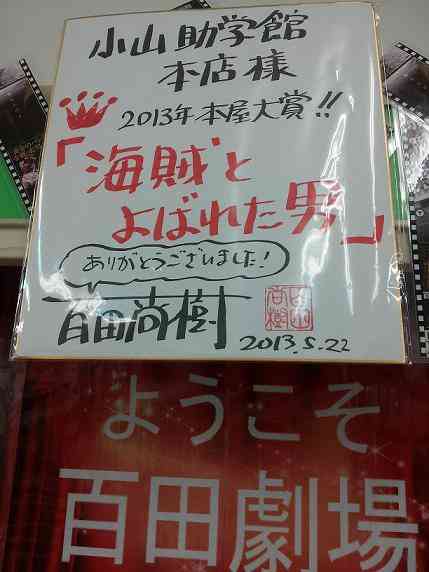 小山助学館
本店様
2013年本屋大賞!!
「海賊と
よばれた男」
ありがとうございました!
百田尚樹
2013.5.22
ようこそ
百田劇場